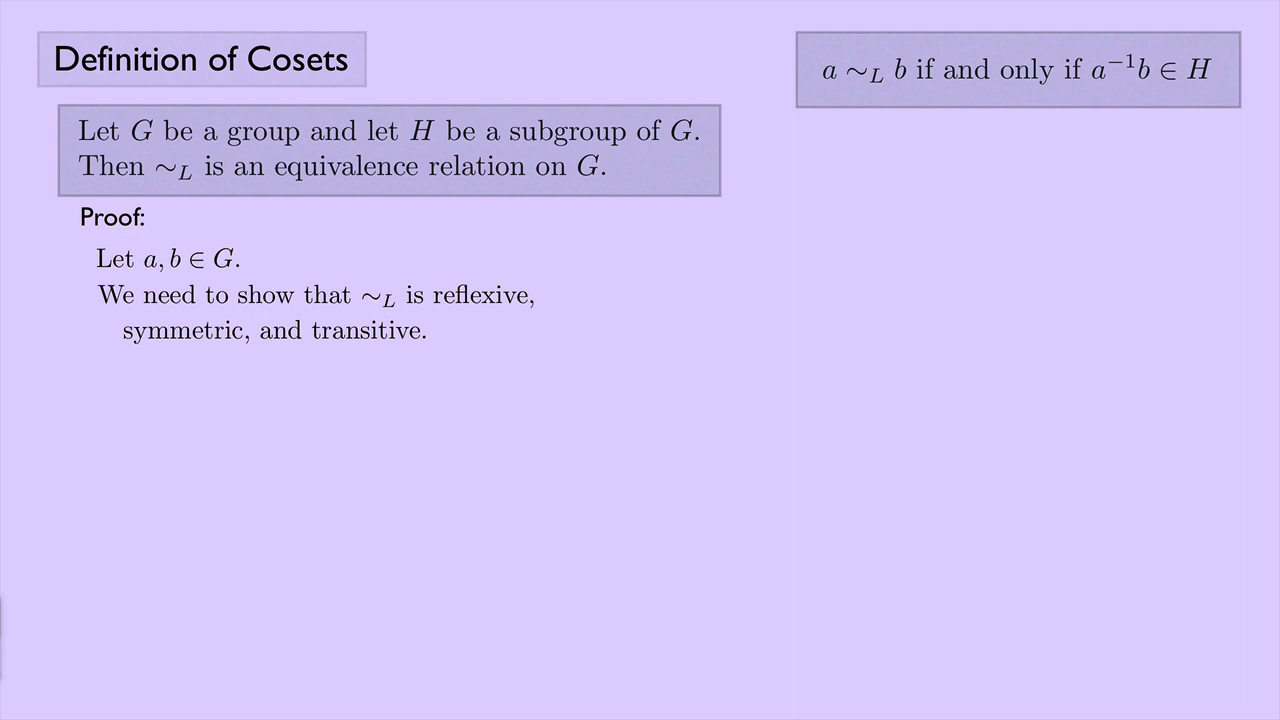 Definition of Cosets
a ∼_L b if and only if a⁻¹b ∈ H
Let G be a group and let H be a subgroup of G.
Then ∼_L is an equivalence relation on G.
Proof:
Let a, b ∈ G.
We need to show that ∼_L is reflexive,
symmetric, and transitive.